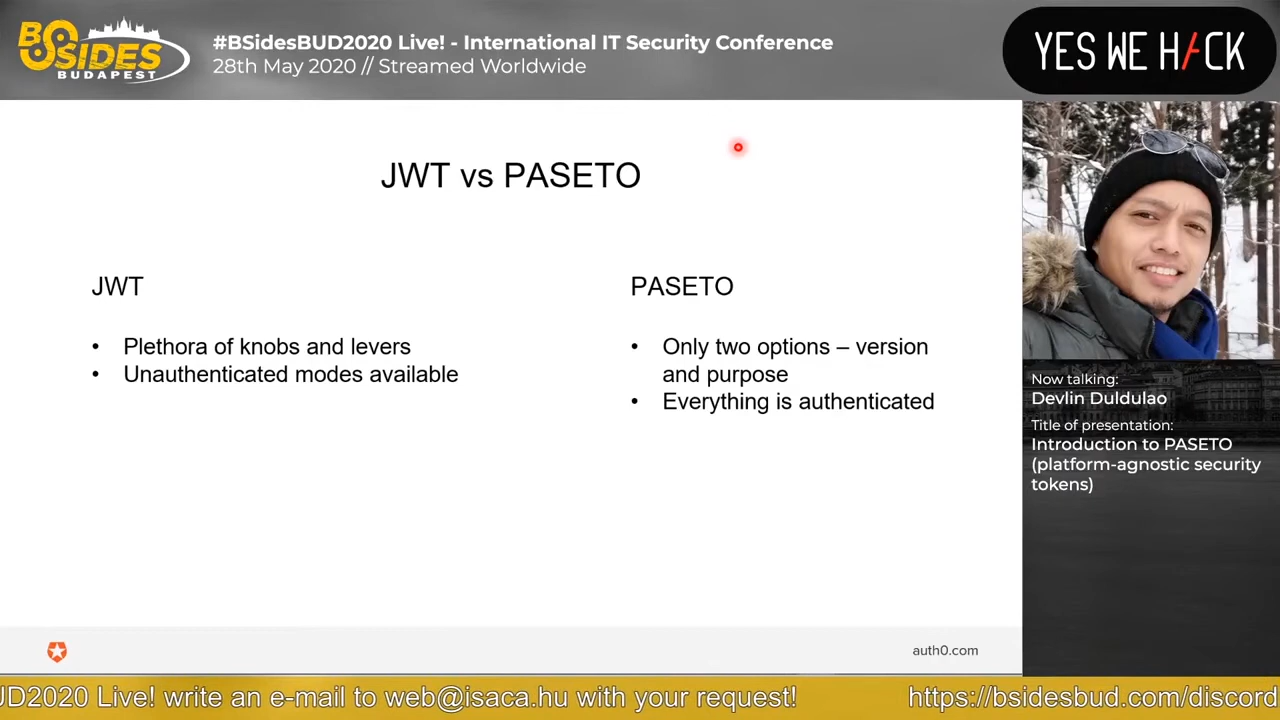 BSIDES
BUDAPEST
#BSidesBUD2020 Live! - International IT Security Conference
28th May 2020 // Streamed Worldwide
YES WE H/CK
JWT vs PASETO
JWT
• Plethora of knobs and levers
• Unauthenticated modes available
PASETO
• Only two options – version
and purpose
• Everything is authenticated
Now talking:
Devlin Duldulao
Title of presentation:
Introduction to PASETO
(platform-agnostic security
tokens)
auth0.com
UD2020 Live! write an e-mail to web@isaca.hu with your request!
https://bsidesbud.com/discord